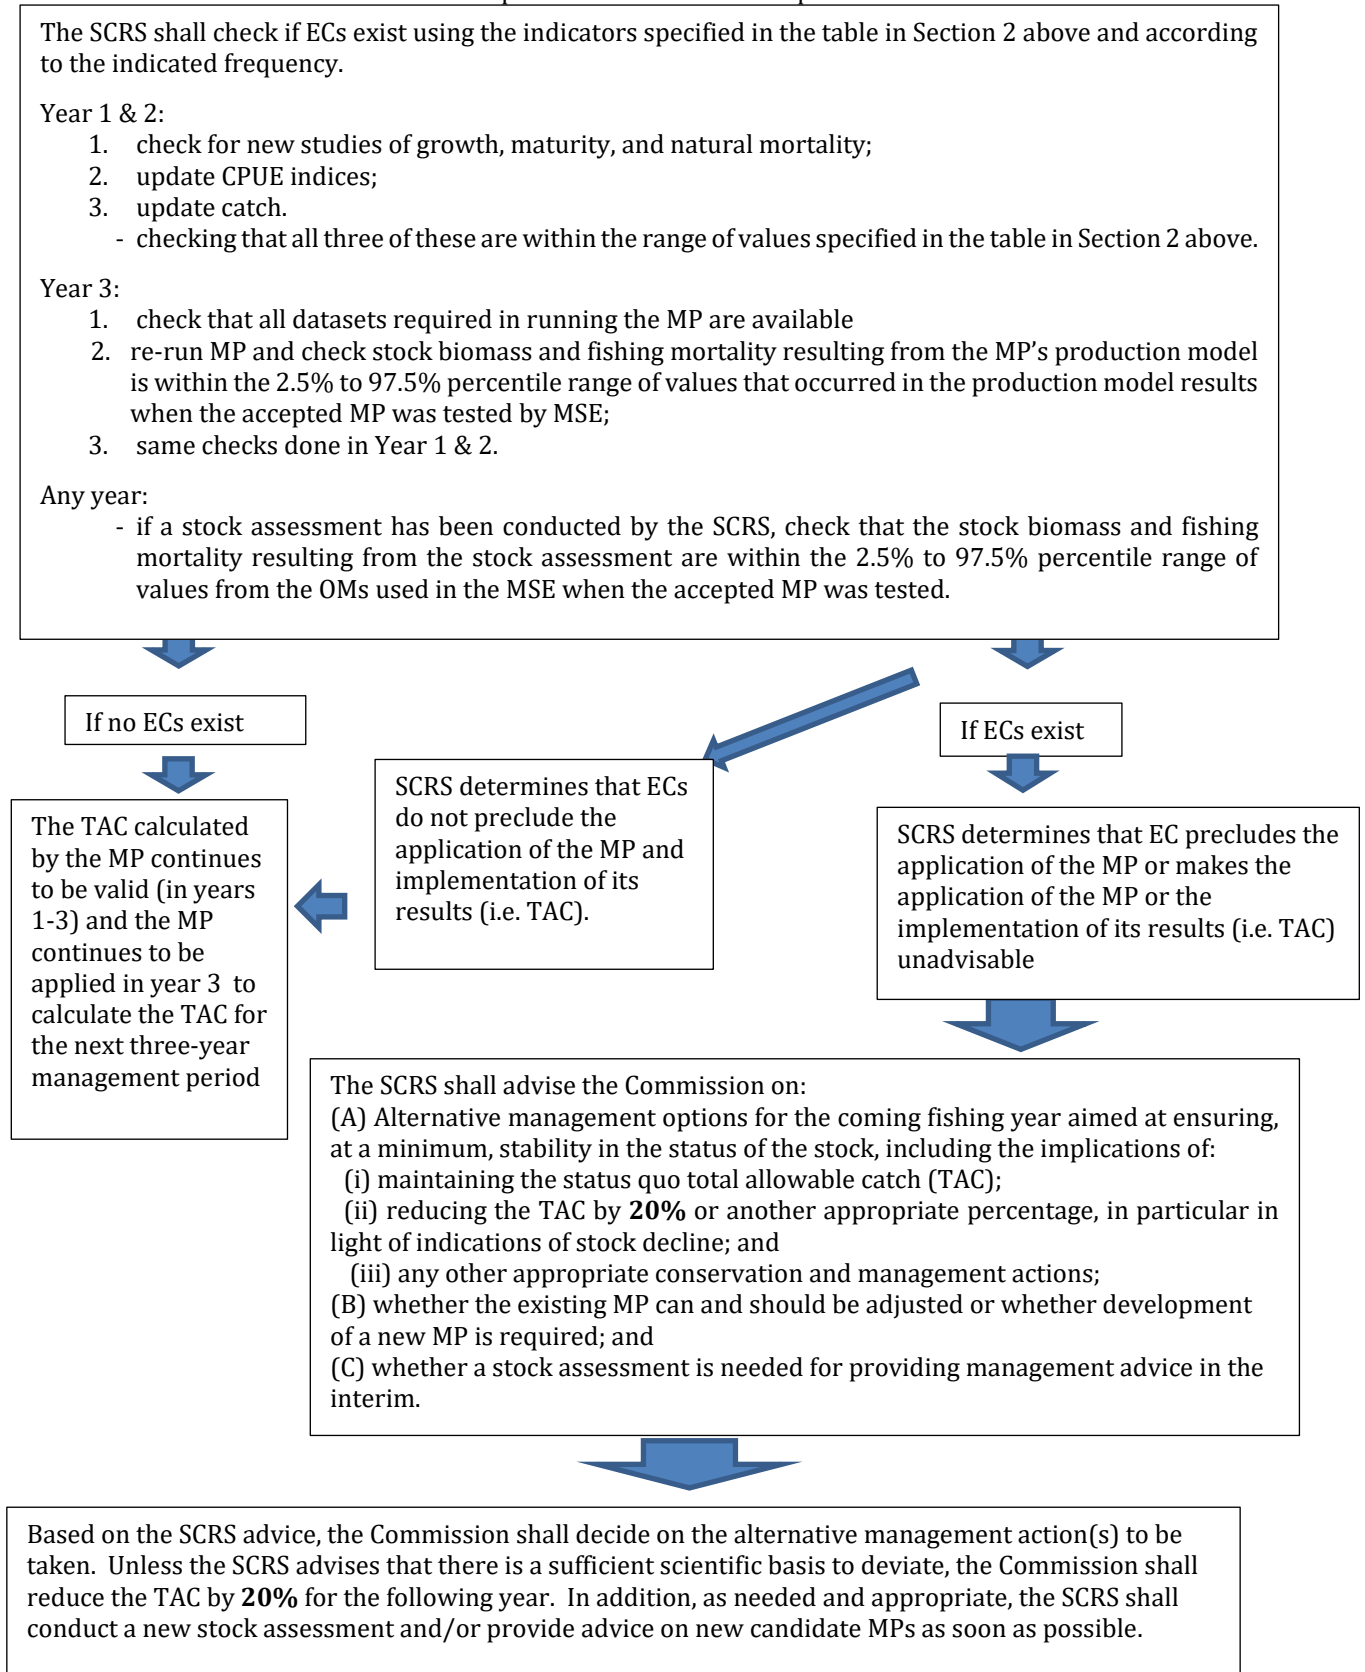 The SCRS shall check if ECs exist using the indicators specified in the table in Section 2 above and according
to the indicated frequency.
Year 1 & 2:
1. check for new studies of growth, maturity, and natural mortality;
2. update CPUE indices;
3. update catch.
- checking that all three of these are within the range of values specified in the table in Section 2 above.
Year 3:
1. check that all datasets required in running the MP are available
2. re-run MP and check stock biomass and fishing mortality resulting from the MP’s production model
is within the 2.5% to 97.5% percentile range of values that occurred in the production model results
when the accepted MP was tested by MSE;
3. same checks done in Year 1 & 2.
Any year:
- if a stock assessment has been conducted by the SCRS, check that the stock biomass and fishing
mortality resulting from the stock assessment are within the 2.5% to 97.5% percentile range of
values from the OMs used in the MSE when the accepted MP was tested.
If no ECs exist
If ECs exist
The TAC calculated
by the MP continues
to be valid (in years
1-3) and the MP
continues to be
applied in year 3 to
calculate the TAC for
the next three-year
management period
SCRS determines that ECs
do not preclude the
application of the MP and
implementation of its
results (i.e. TAC).
SCRS determines that EC precludes the
application of the MP or makes the
application of the MP or the
implementation of its results (i.e. TAC)
unadvisable
The SCRS shall advise the Commission on:
(A) Alternative management options for the coming fishing year aimed at ensuring,
at a minimum, stability in the status of the stock, including the implications of:
(i) maintaining the status quo total allowable catch (TAC);
(ii) reducing the TAC by 20% or another appropriate percentage, in particular in
light of indications of stock decline; and
(iii) any other appropriate conservation and management actions;
(B) whether the existing MP can and should be adjusted or whether development
of a new MP is required; and
(C) whether a stock assessment is needed for providing management advice in the
interim.
Based on the SCRS advice, the Commission shall decide on the alternative management action(s) to be
taken. Unless the SCRS advises that there is a sufficient scientific basis to deviate, the Commission shall
reduce the TAC by 20% for the following year. In addition, as needed and appropriate, the SCRS shall
conduct a new stock assessment and/or provide advice on new candidate MPs as soon as possible.